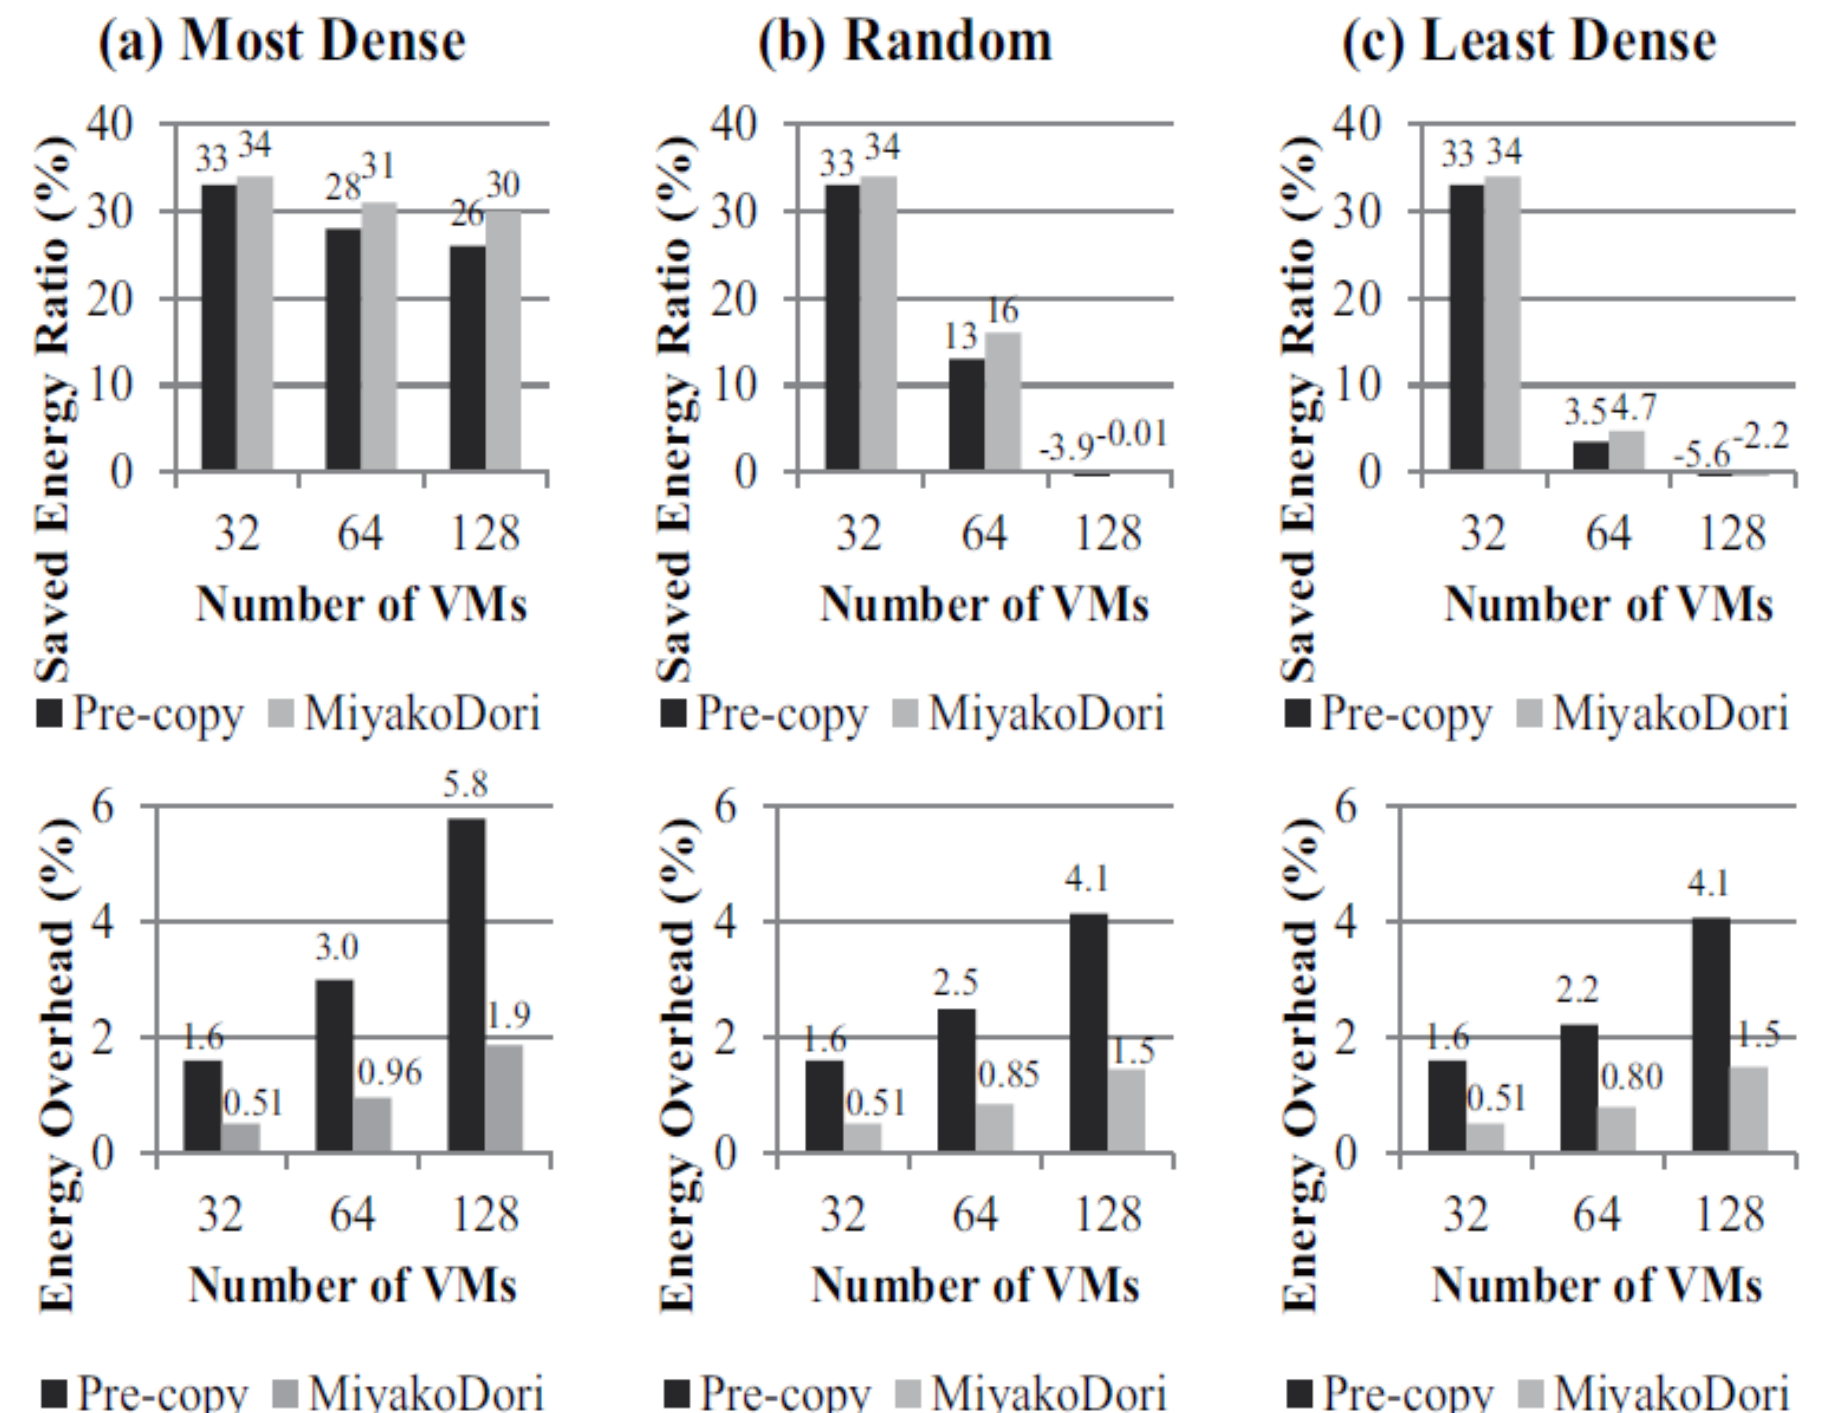 (a) Most Dense
Saved Energy Ratio (%)
40
30
20
10
0
33 34
28 31
26 30
32 64 128
Number of VMs
Pre-copy MiyakoDori
(b) Random
Saved Energy Ratio (%)
40
30
20
10
0
33 34
13 16
-3.9 -0.01
32 64 128
Number of VMs
Pre-copy MiyakoDori
(c) Least Dense
Saved Energy Ratio (%)
40
30
20
10
0
33 34
3.5 4.7
-5.6 -2.2
32 64 128
Number of VMs
Pre-copy MiyakoDori
Energy Overhead (%)
6
4
2
0
1.6 0.51
3.0 0.96
5.8 1.9
32 64 128
Number of VMs
Pre-copy MiyakoDori
Energy Overhead (%)
6
4
2
0
1.6 0.51
2.5 0.85
4.1 1.5
32 64 128
Number of VMs
Pre-copy MiyakoDori
Energy Overhead (%)
6
4
2
0
1.6 0.51
2.2 0.80
4.1 1.5
32 64 128
Number of VMs
Pre-copy MiyakoDori